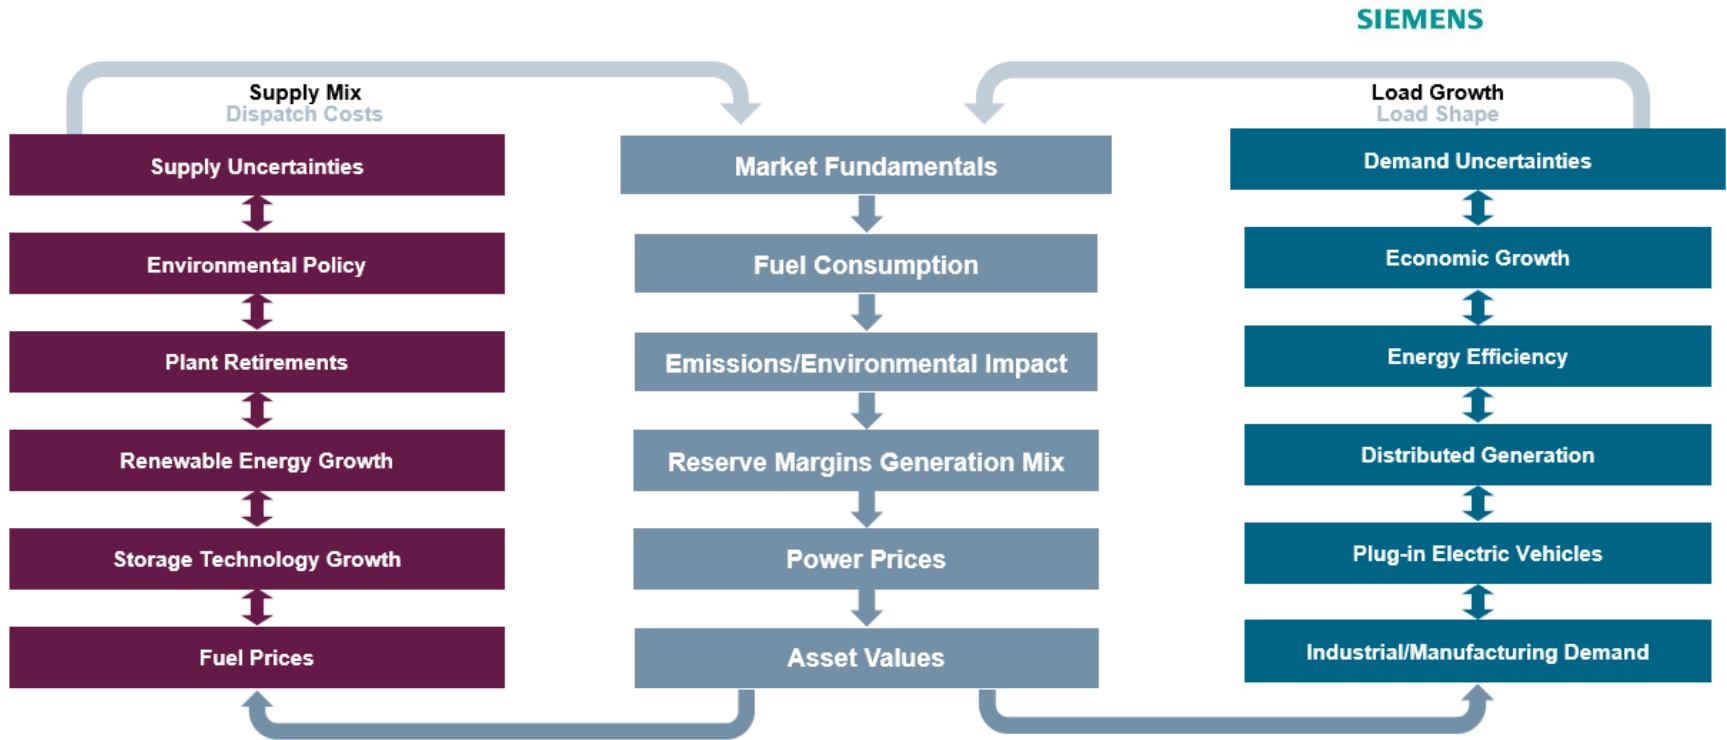 SIEMENS
Supply Mix
Dispatch Costs
Load Growth
Load Shape
Supply Uncertainties
Environmental Policy
Plant Retirements
Renewable Energy Growth
Storage Technology Growth
Fuel Prices
Market Fundamentals
Fuel Consumption
Emissions/Environmental Impact
Reserve Margins Generation Mix
Power Prices
Asset Values
Demand Uncertainties
Economic Growth
Energy Efficiency
Distributed Generation
Plug-in Electric Vehicles
Industrial/Manufacturing Demand